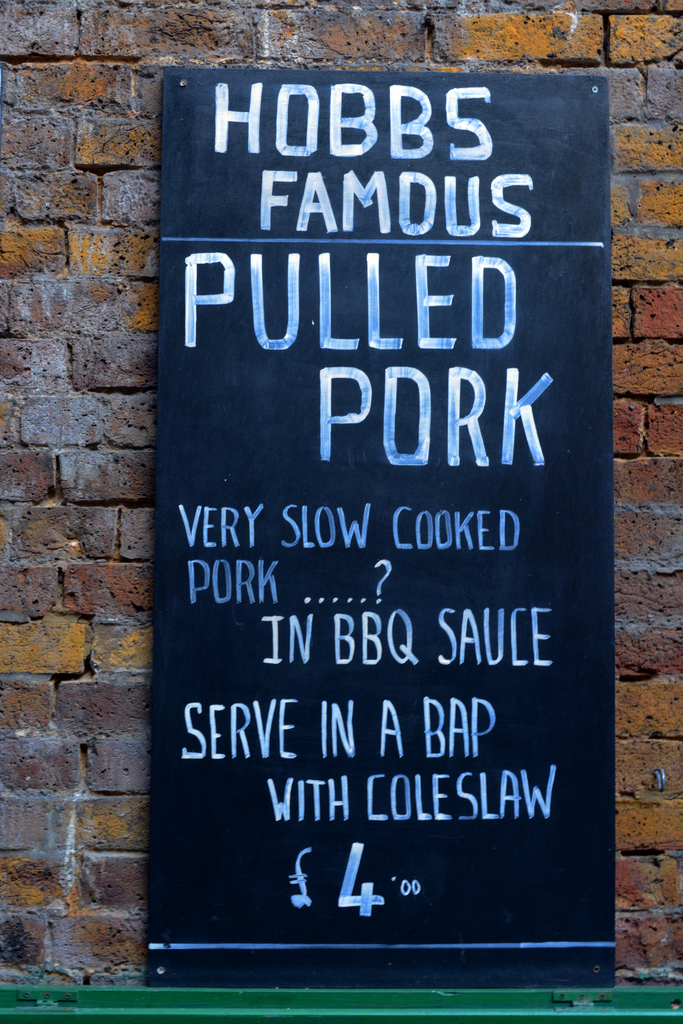 HOBBS
FAMOUS
PULLED
PORK
VERY SLOW COOKED
PORK .....?
IN BBQ SAUCE
SERVE IN A BAP
WITH COLESLAW
£4.00